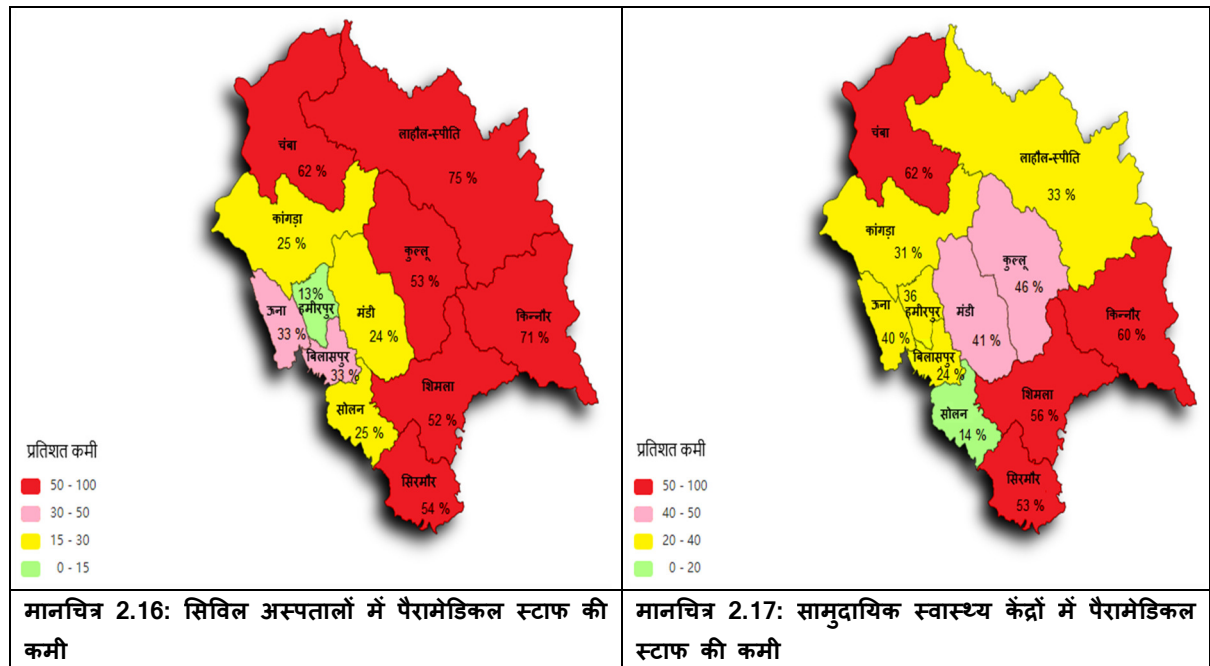 चंबा
62 %
लाहौल-स्पीति
75 %
कांगड़ा
25 %
कुल्लू
53 %
13%
हमीरपुर
ऊना
33 %
मंडी
24 %
किन्नौर
71 %
बिलासपुर
33 %
शिमला
52 %
सोलन
25 %
सिरमौर
54 %
प्रतिशत कमी
50 - 100
30 - 50
15 - 30
0 - 15
मानचित्र 2.16: सिविल अस्पतालों में पैरामेडिकल स्टाफ की
कमी
चंबा
62 %
लाहौल-स्पीति
33 %
कांगड़ा
31 %
कुल्लू
46 %
36
हमीरपुर
ऊना
40 %
मंडी
41 %
किन्नौर
60 %
बिलासपुर
24 %
शिमला
56 %
सोलन
14 %
सिरमौर
53 %
प्रतिशत कमी
50 - 100
40 - 50
20 - 40
0 - 20
मानचित्र 2.17: सामुदायिक स्वास्थ्य केंद्रों में पैरामेडिकल
स्टाफ की कमी